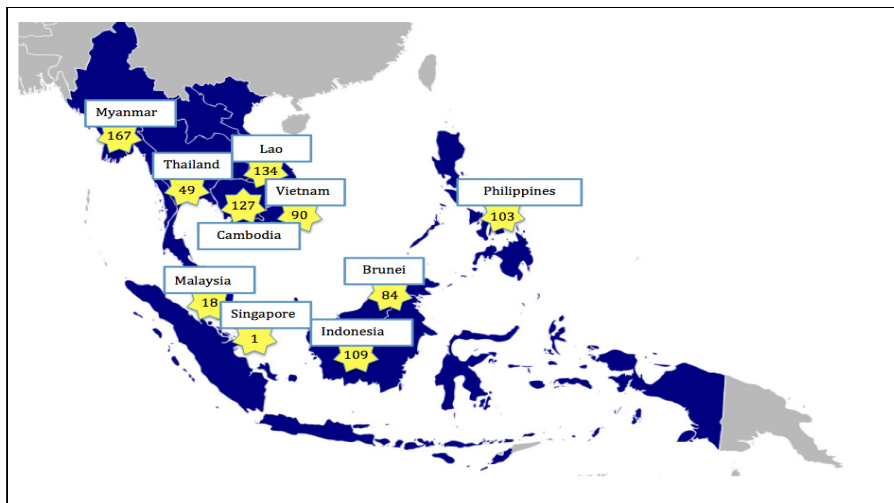 Myanmar
167
Lao
134
Thailand
49
Vietnam
90
127
Cambodia
Philippines
103
Malaysia
18
Singapore
1
Brunei
84
Indonesia
109